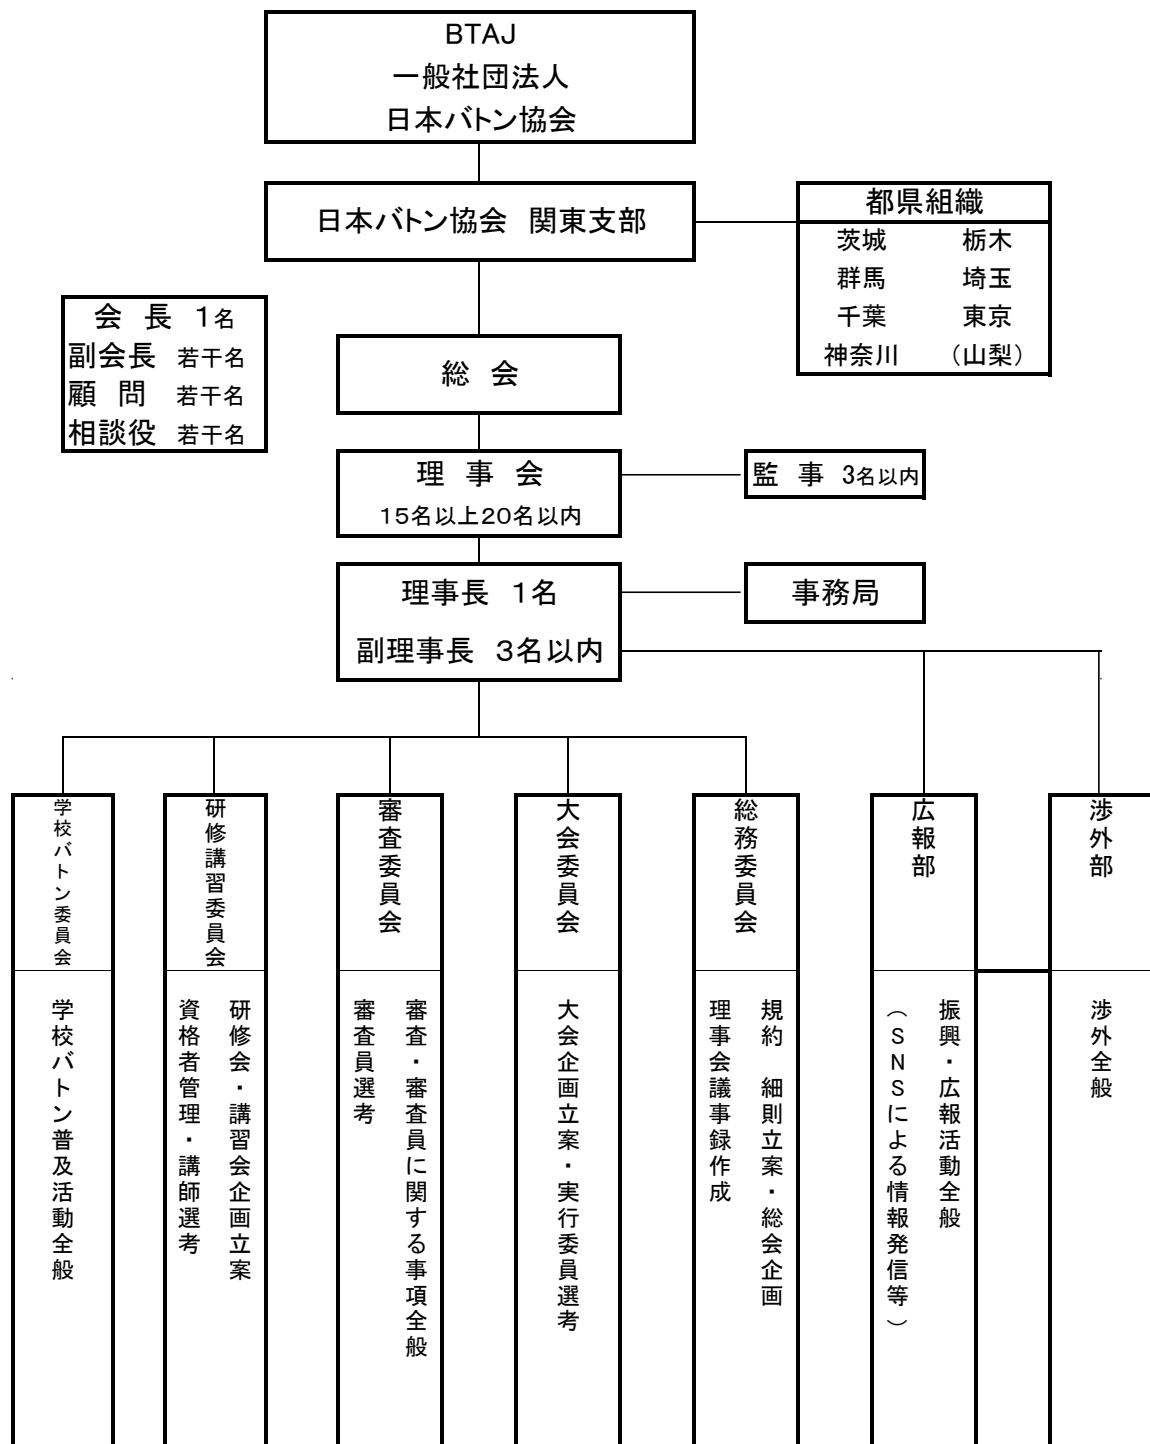 BTAJ
一般社団法人
日本バトン協会
日本バトン協会　関東支部
都県組織
茨城　栃木
群馬　埼玉
千葉　東京
神奈川　（山梨）
会　長　1名
副会長　若干名
顧　問　若干名
相談役　若干名
総　会
理　事　会
15名以上20名以内
監　事　3名以内
理事長　1名
副理事長　3名以内
事務局
学校バトン委員会
学校バトン普及活動全般
研修講習委員会
研修会・講習会企画立案
資格者管理・講師選考
審査委員会
審査・審査員に関する事項全般
審査員選考
大会委員会
大会企画立案・実行委員選考
総務委員会
規約　細則立案・総会企画
理事会議事録作成
広報部
振興・広報活動全般
（SNSによる情報発信等）
渉外部
渉外全般